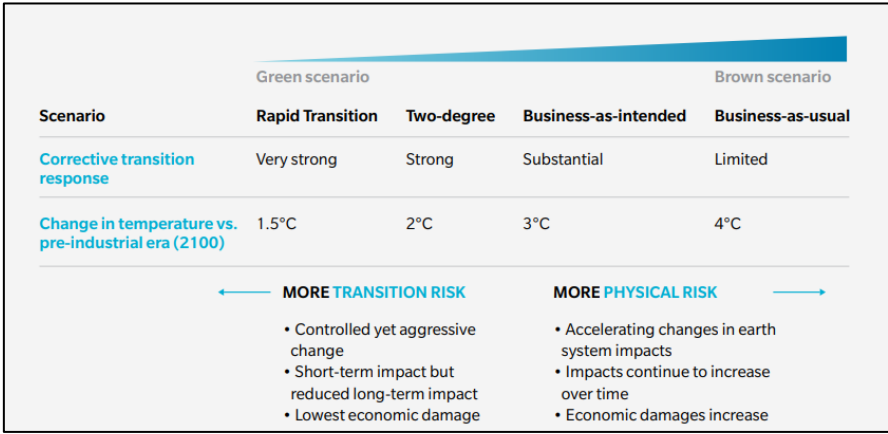 Green scenario Brown scenario
Scenario Rapid Transition Two-degree Business-as-intended Business-as-usual
Corrective transition response Very strong Strong Substantial Limited
Change in temperature vs. pre-industrial era (2100) 1.5°C 2°C 3°C 4°C
MORE TRANSITION RISK
• Controlled yet aggressive
change
• Short-term impact but
reduced long-term impact
• Lowest economic damage
MORE PHYSICAL RISK
• Accelerating changes in earth
system impacts
• Impacts continue to increase
over time
• Economic damages increase